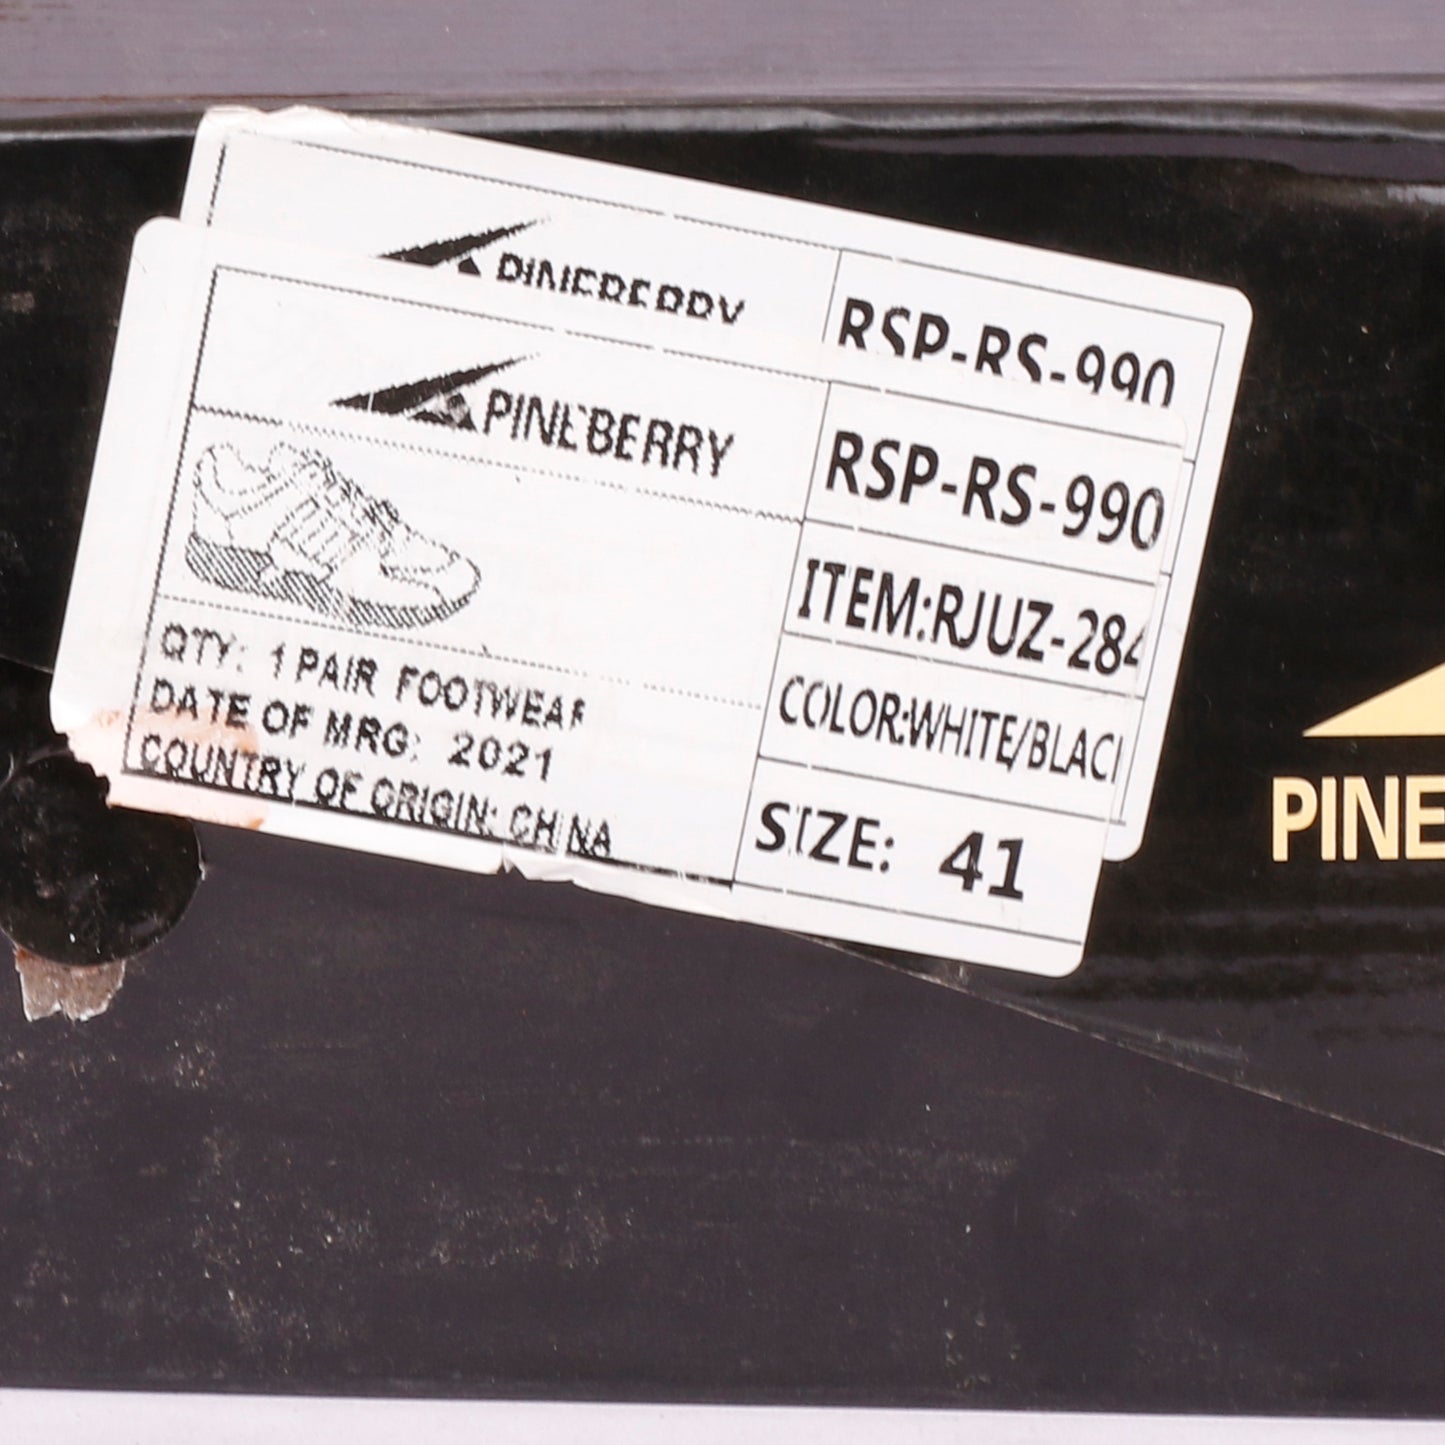 PINEBERRY
RSP-RS-990
PINEBERRY
RSP-RS-990
ITEM:RJUZ-284
COLOR:WHITE/BLAC
SIZE: 41
QTY: 1 PAIR FOOTWEAR
DATE OF MRG: 2021
COUNTRY OF ORIGIN: CHINA
PINE